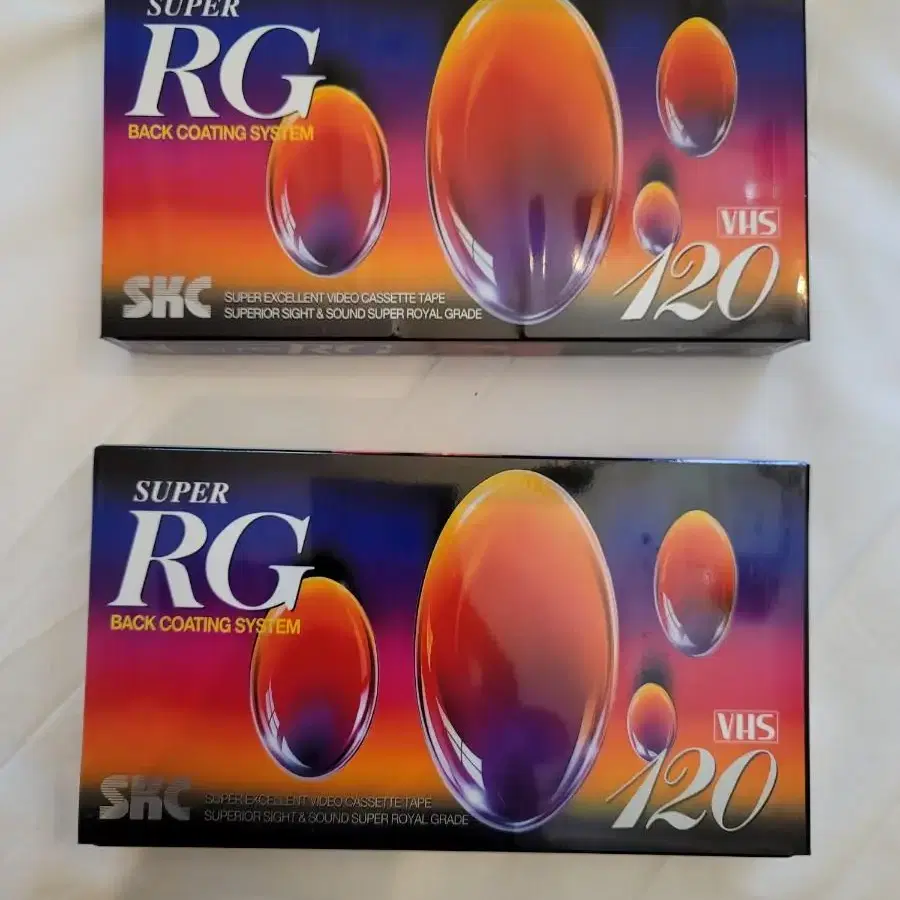 SUPER
RG
BACK COATING SYSTEM
VHS
120
SKC
SUPER EXCELLENT VIDEO CASSETTE TAPE
SUPERIOR SIGHT & SOUND SUPER ROYAL GRADE
RG
SUPER
RG
BACK COATING SYSTEM
VHS
120
SKC
SUPER EXCELLENT VIDEO CASSETTE TAPE
SUPERIOR SIGHT & SOUND SUPER ROYAL GRADE